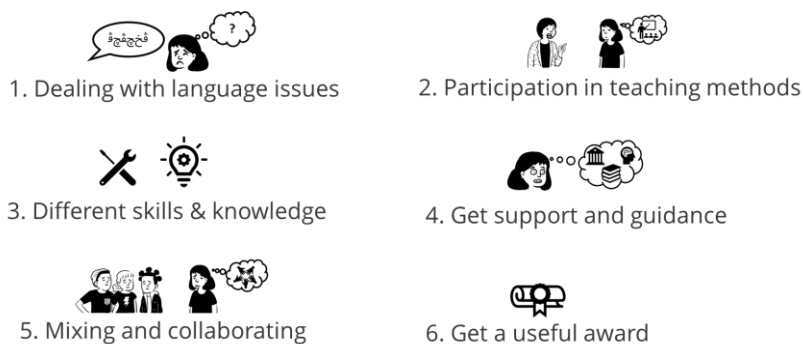 ?
1. Dealing with language issues
2. Participation in teaching methods
3. Different skills & knowledge
4. Get support and guidance
5. Mixing and collaborating
6. Get a useful award